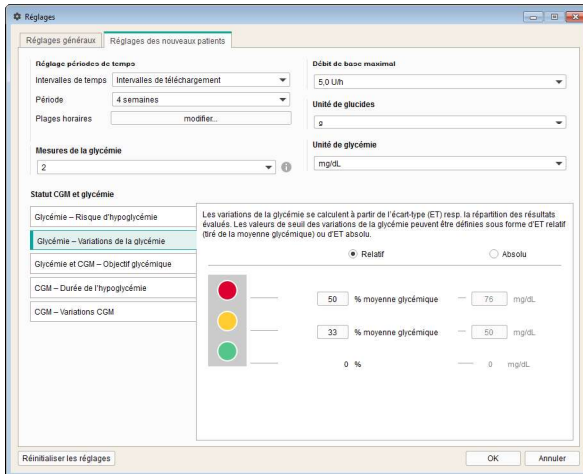 Réglages
Réglages généraux
Réglages des nouveaux patients
Réglage périodes de temps
Intervalles de temps
Intervalles de téléchargement
Période
4 semaines
Plages horaires
modifier...
Mesures de la glycémie
2
Débit de base maximal
5,0 U/h
Unité de glucides
g
Unité de glycémie
mg/dL
Statut CGM et glycémie
Glycémie – Risque d'hypoglycémie
Glycémie – Variations de la glycémie
Glycémie et CGM – Objectif glycémique
CGM – Durée de l'hypoglycémie
CGM – Variations CGM
Les variations de la glycémie se calculent à partir de l'écart-type (ET) resp. la répartition des résultats
évalués. Les valeurs de seuil des variations de la glycémie peuvent être définies sous forme d'ET relatif
(tiré de la moyenne glycémique) ou d'ET absolu.
Relatif
Absolu
50 % moyenne glycémique — 76 mg/dL
33 % moyenne glycémique — 50 mg/dL
0 % — 0 mg/dL
Réinitialiser les réglages
OK
Annuler